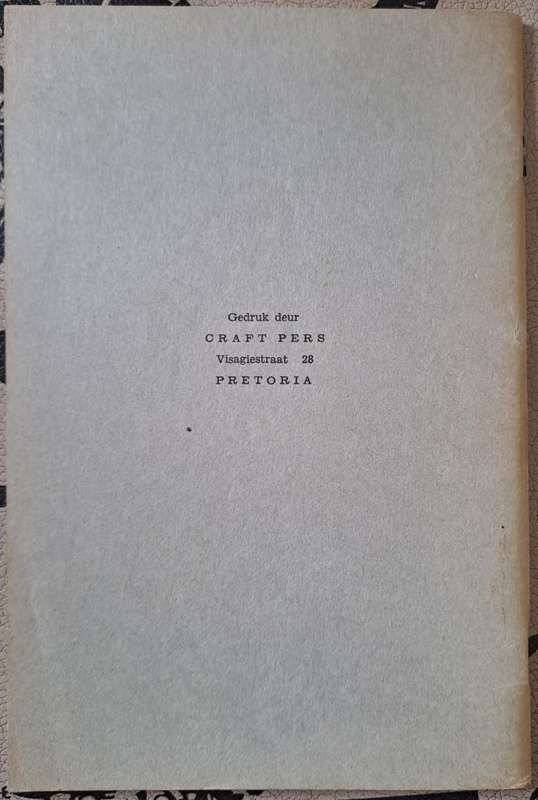 Gedruk deur
CRAFT PERS
Visagiestraat 28
PRETORIA